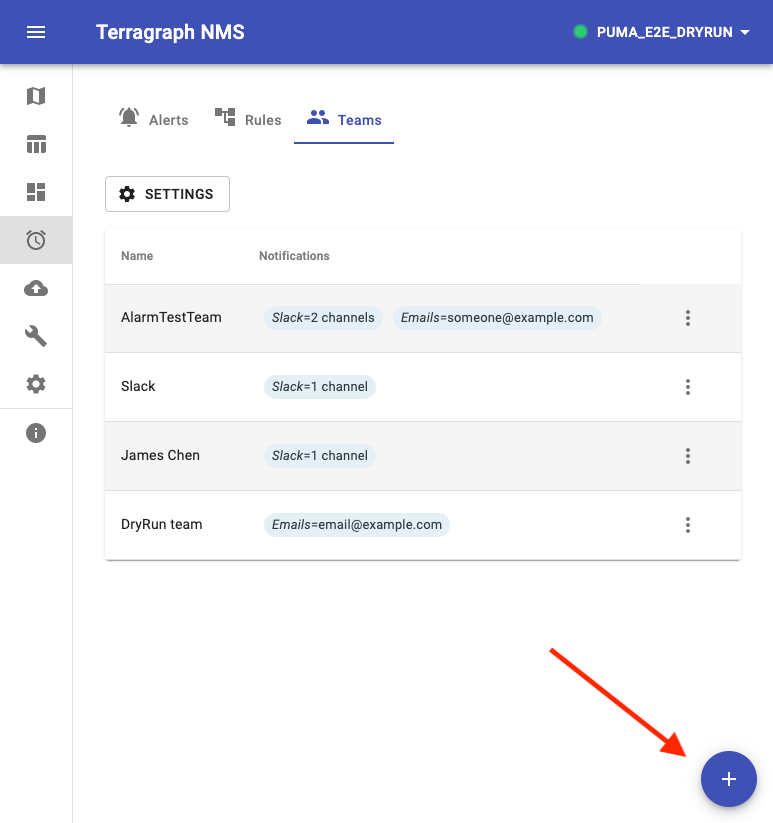 Terragraph NMS PUMA_E2E_DRYRUN
Alerts Rules Teams
SETTINGS
Name Notifications
AlarmTestTeam Slack=2 channels Emails=someone@example.com
Slack Slack=1 channel
James Chen Slack=1 channel
DryRun team Emails=email@example.com